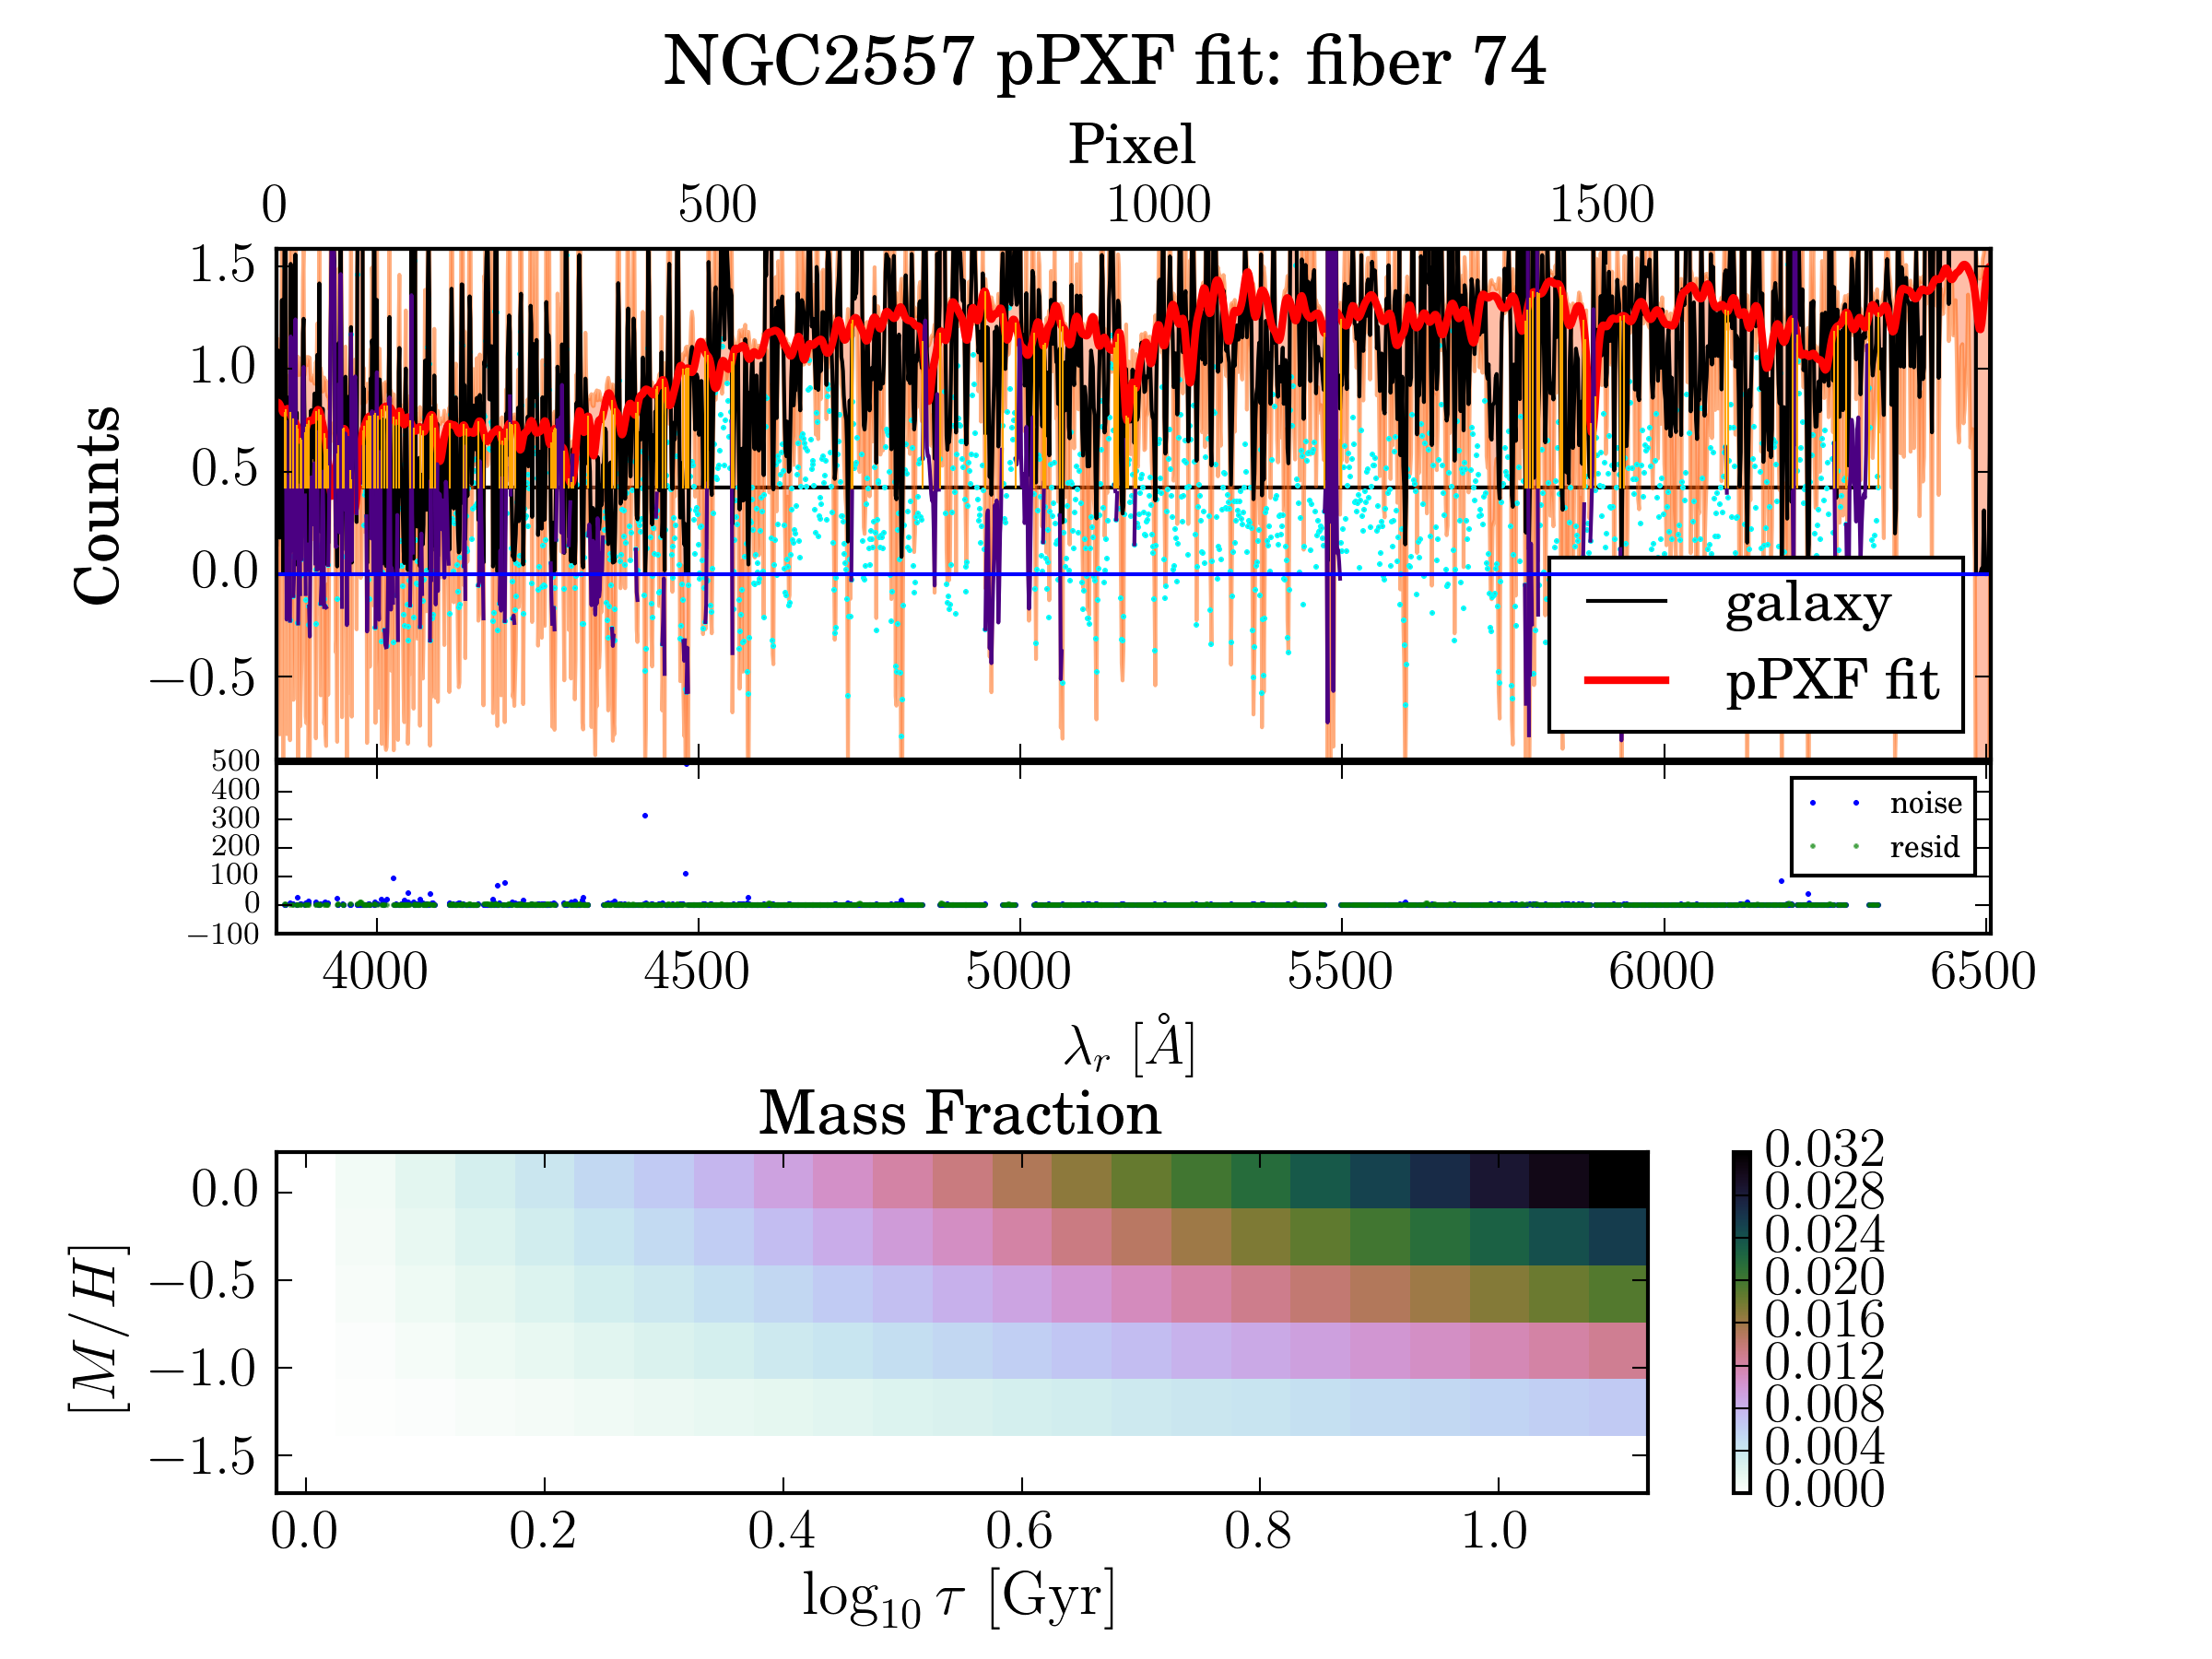 NGC2557 pPXF fit: fiber 74
Pixel
0 500 1000 1500
1.5
1.0
0.5
0.0
−0.5
Counts
galaxy
pPXF fit
500
400
300
200
100
0
−100
noise
resid
4000 4500 5000 5500 6000 6500
λr [Å]
Mass Fraction
0.0
−0.5
−1.0
−1.5
[M/H]
0.032
0.028
0.024
0.020
0.016
0.012
0.008
0.004
0.000
0.0 0.2 0.4 0.6 0.8 1.0
log10 τ [Gyr]